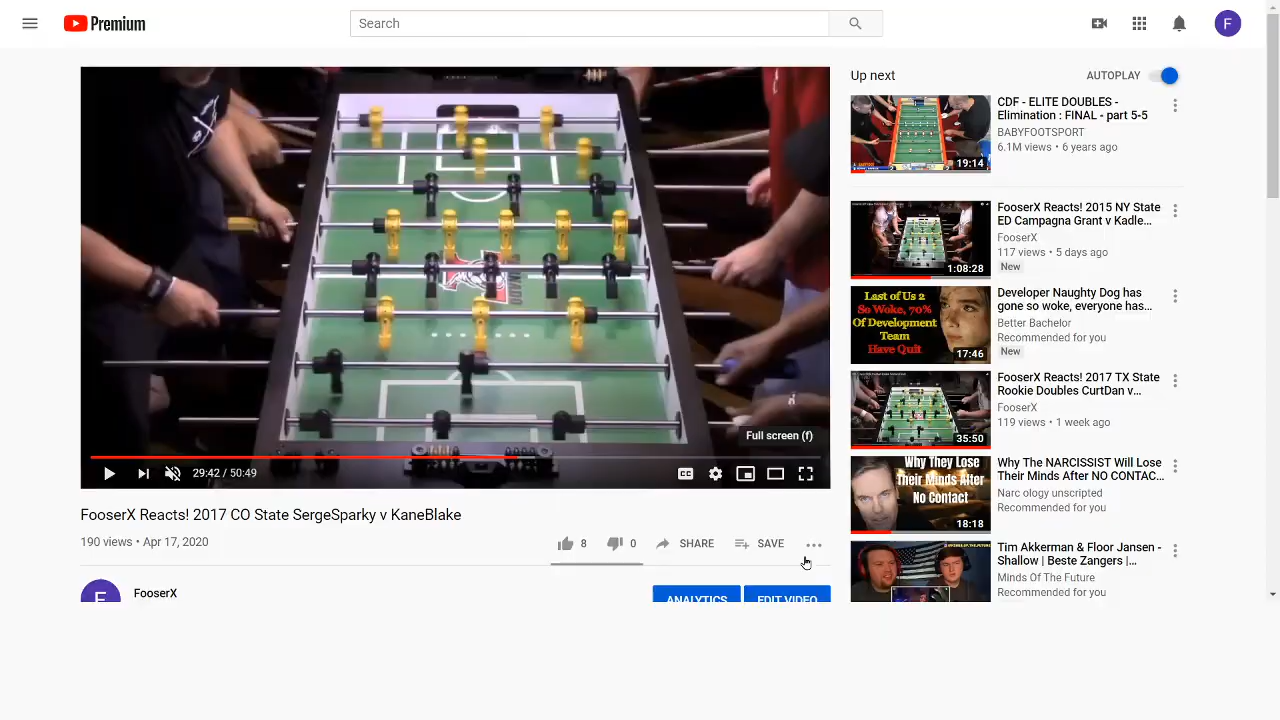 Premium
Search
F
Up next
AUTOPLAY
CDF - ELITE DOUBLES -
Elimination : FINAL - part 5-5
BABYFOOTSPORT
6.1M views • 6 years ago
19:14
FooserX Reacts! 2015 NY State
ED Campagna Grant v Kadle...
FooserX
117 views • 5 days ago
New
1:08:28
Last of Us 2
So Woke, 70%
Of Development
Team
Have Quit
17:46
Developer Naughty Dog has
gone so woke, everyone has...
Better Bachelor
Recommended for you
New
FooserX Reacts! 2017 TX State
Rookie Doubles CurtDan v...
FooserX
119 views • 1 week ago
35:50
Why They Lose
Their Minds After
No Contact
18:18
Why The NARCISSIST Will Lose
Their Minds After NO CONTAC...
Narc ology unscripted
Recommended for you
Tim Akkerman & Floor Jansen -
Shallow | Beste Zangers |...
Minds Of The Future
Recommended for you
Full screen (f)
29:42 / 50:49
CC
FooserX Reacts! 2017 CO State SergeSparky v KaneBlake
190 views • Apr 17, 2020
8
0
SHARE
SAVE
F
FooserX
ANALYTICS
EDIT VIDEO